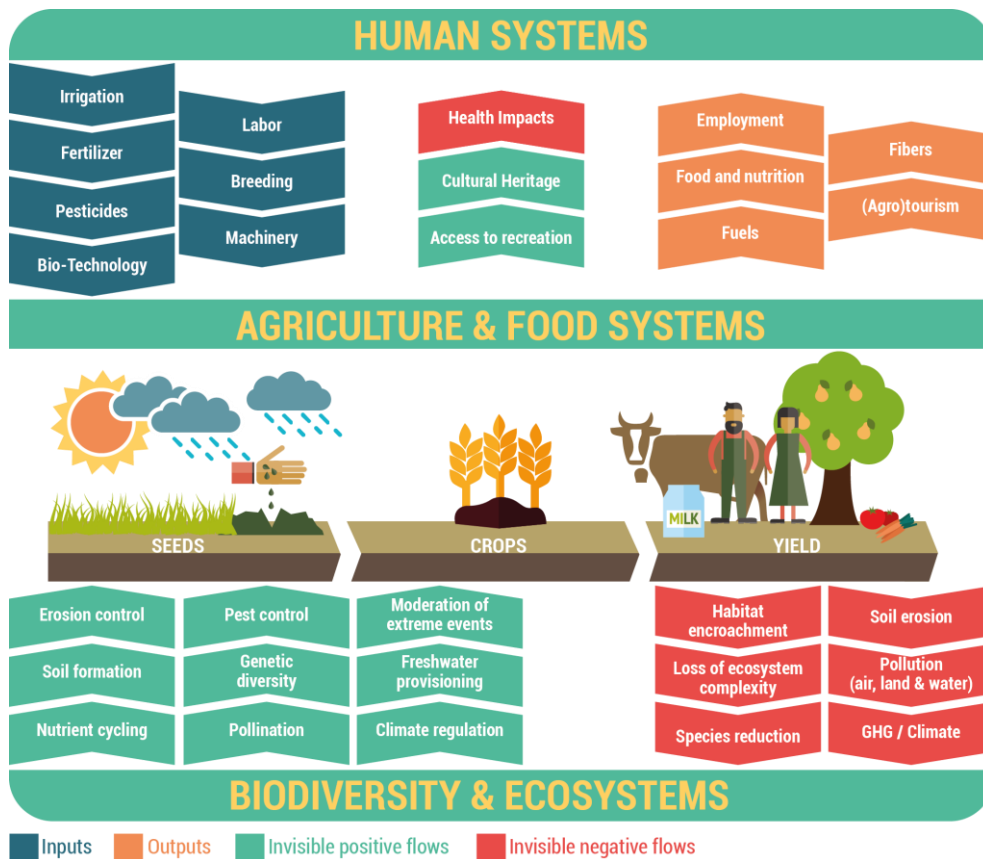 HUMAN SYSTEMS
Irrigation
Fertilizer
Pesticides
Bio-Technology
Labor
Breeding
Machinery
Health Impacts
Cultural Heritage
Access to recreation
Employment
Food and nutrition
Fuels
Fibers
(Agro)tourism
AGRICULTURE & FOOD SYSTEMS
MILK
SEEDS
CROPS
YIELD
Erosion control
Soil formation
Nutrient cycling
Pest control
Genetic
diversity
Pollination
Moderation of
extreme events
Freshwater
provisioning
Climate regulation
Habitat
encroachment
Loss of ecosystem
complexity
Species reduction
Soil erosion
Pollution
(air, land & water)
GHG / Climate
BIODIVERSITY & ECOSYSTEMS
Inputs
Outputs
Invisible positive flows
Invisible negative flows